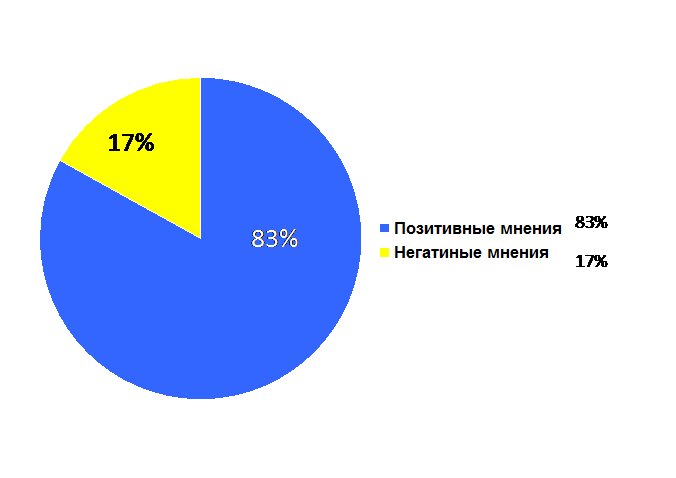 17%
83%
Позитивные мнения 83%
Негатиные мнения 17%